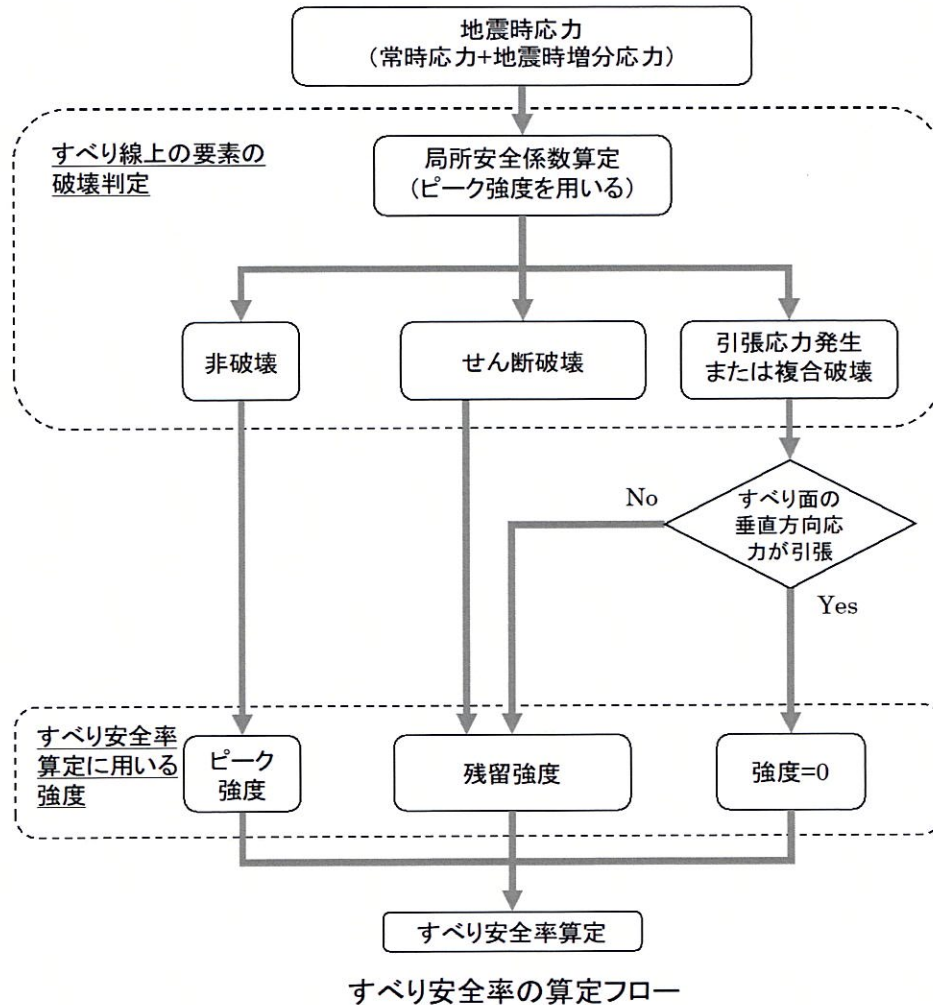 地震時応力
（常時応力+地震時増分応力）
すべり線上の要素の
破壊判定
局所安全係数算定
（ピーク強度を用いる）
非破壊
せん断破壊
引張応力発生
または複合破壊
No
すべり面の
垂直方向応
力が引張
Yes
すべり安全率
算定に用いる
強度
ピーク
強度
残留強度
強度=0
すべり安全率算定
すべり安全率の算定フロー